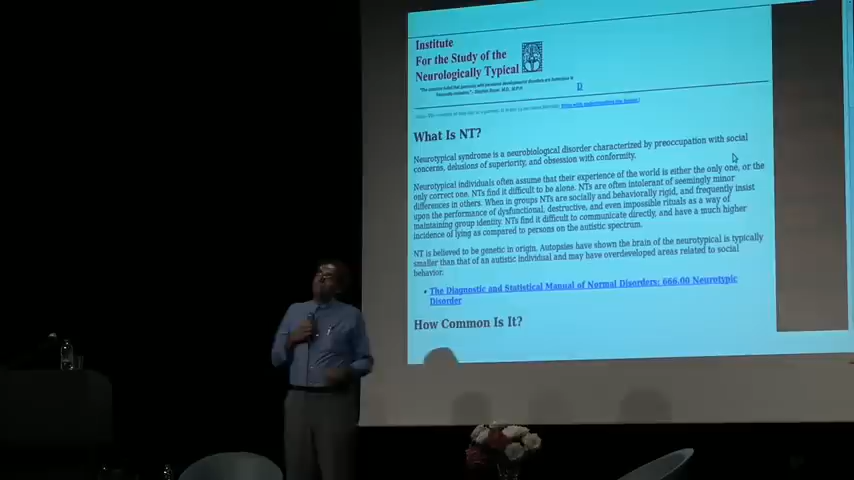 Institute
For the Study of the
Neurologically Typical
D
What Is NT?
Neurotypical syndrome is a neurobiological disorder characterized by preoccupation with social
concerns, delusions of superiority, and obsession with conformity.
Neurotypical individuals often assume that their experience of the world is either the only one, or the
only correct one. NTs find it difficult to be alone. NTs are often intolerant of seemingly minor
differences in others. When in groups NTs are socially and behaviorally rigid, and frequently insist
upon the performance of dysfunctional, destructive, and even impossible rituals as a way of
maintaining group identity. NTs find it difficult to communicate directly, and have a much higher
incidence of lying as compared to persons on the autistic spectrum.
NT is believed to be genetic in origin. Autopsies have shown the brain of the neurotypical is typically
smaller than that of an autistic individual and may have overdeveloped areas related to social
behavior.
• The Diagnostic and Statistical Manual of Normal Disorders: 666.00 Neurotypic
Disorder
How Common Is It?